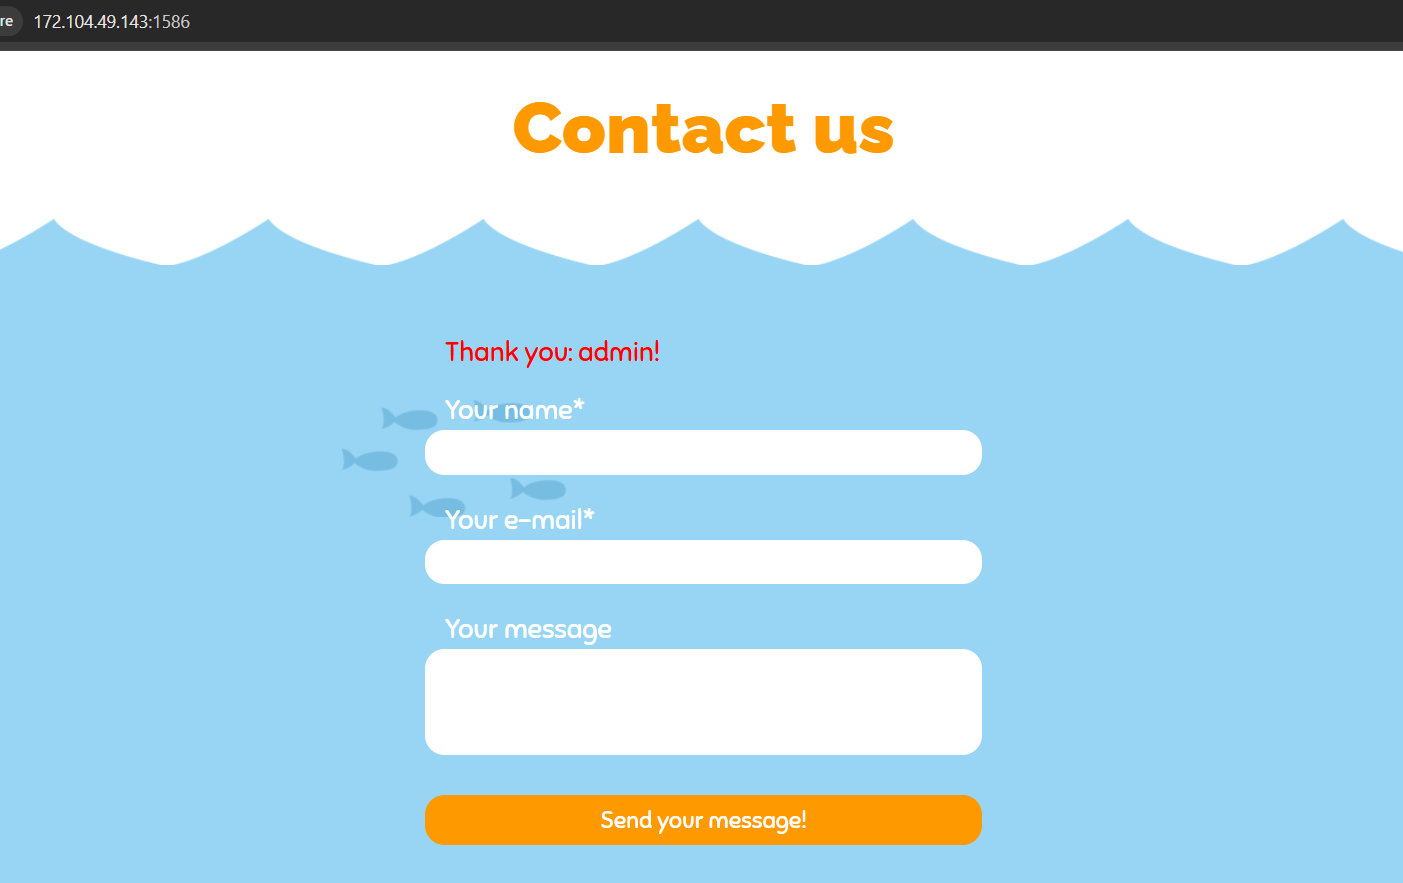 re 172.104.49.143:1586
Contact us
Thank you: admin!
Your name*
Your e-mail*
Your message
Send your message!